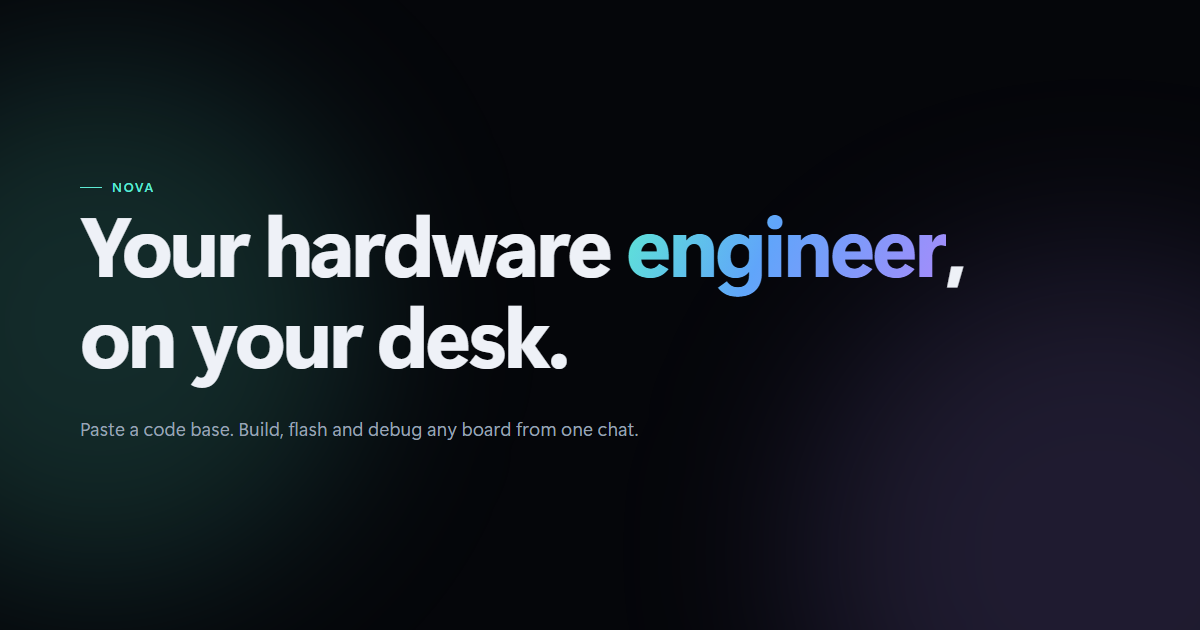 NOVA
Your hardware engineer,
on your desk.
Paste a code base. Build, flash and debug any board from one chat.